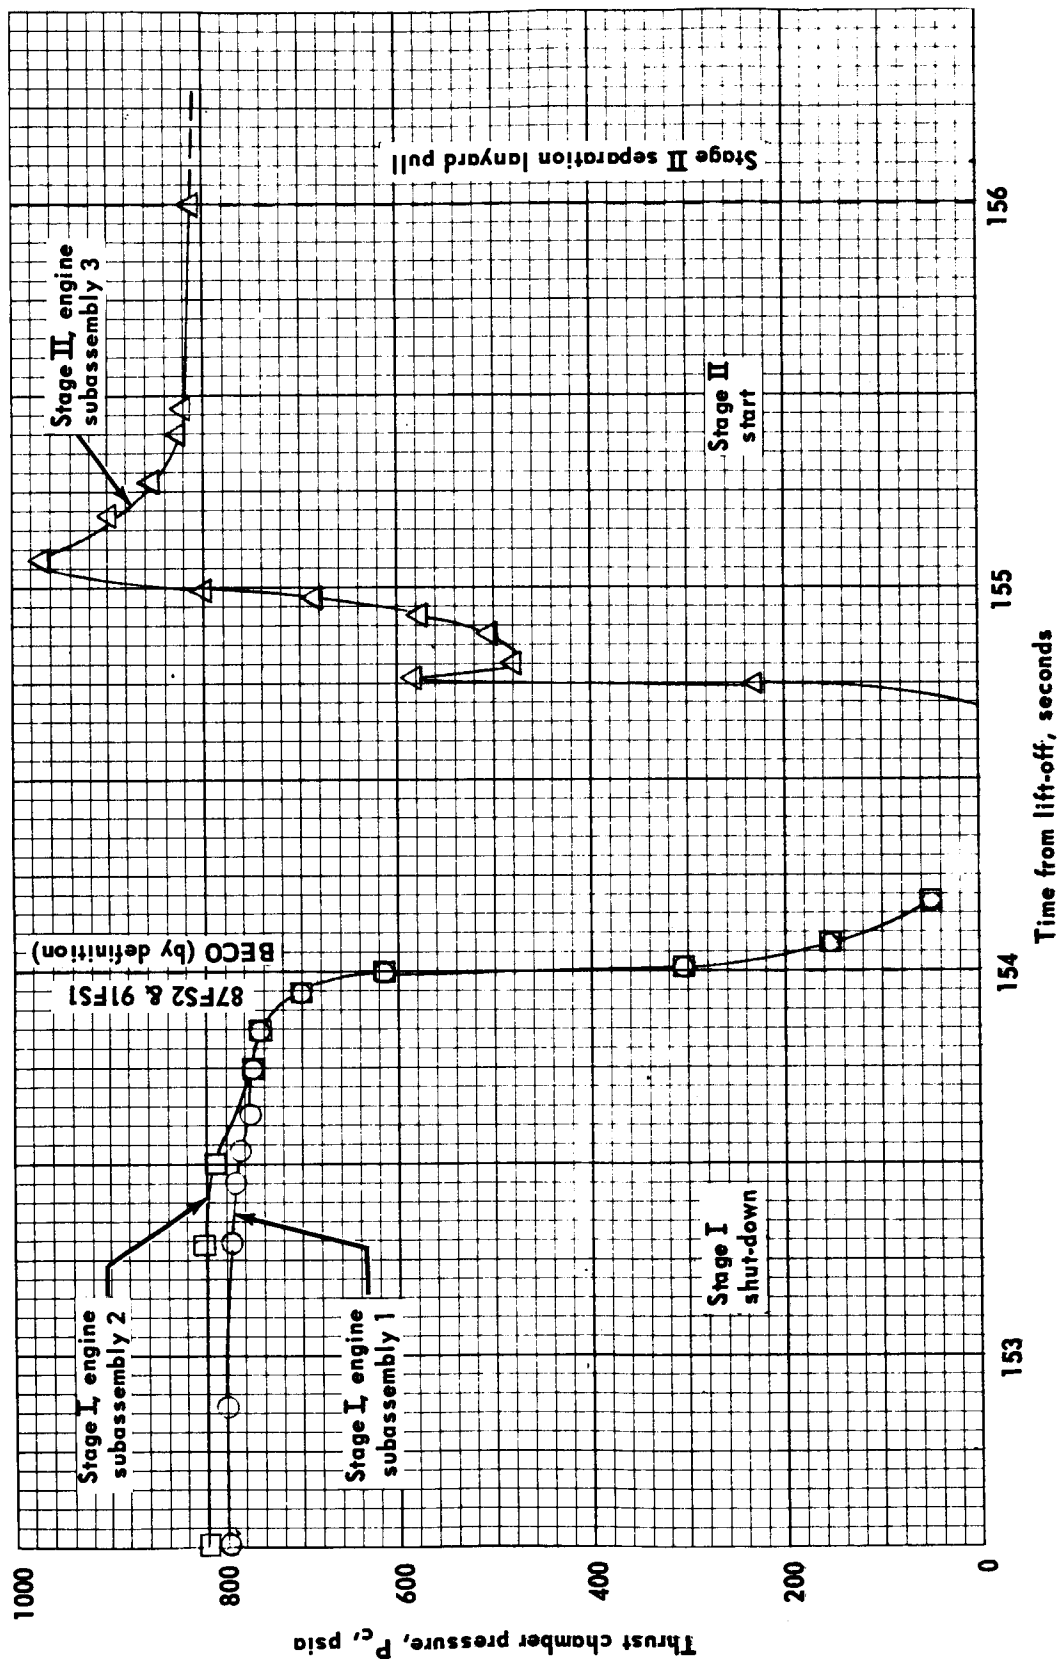 Thrust chamber pressure, Pc, psia
1000
800
600
400
200
0
Stage I, engine
subassembly 2
Stage I, engine
subassembly 1
Stage I
shut-down
87FS2 & 91FS1
BECO (by definition)
Stage II, engine
subassembly 3
Stage II
start
Stage II separation lanyard pull
153
154
155
156
Time from lift-off, seconds